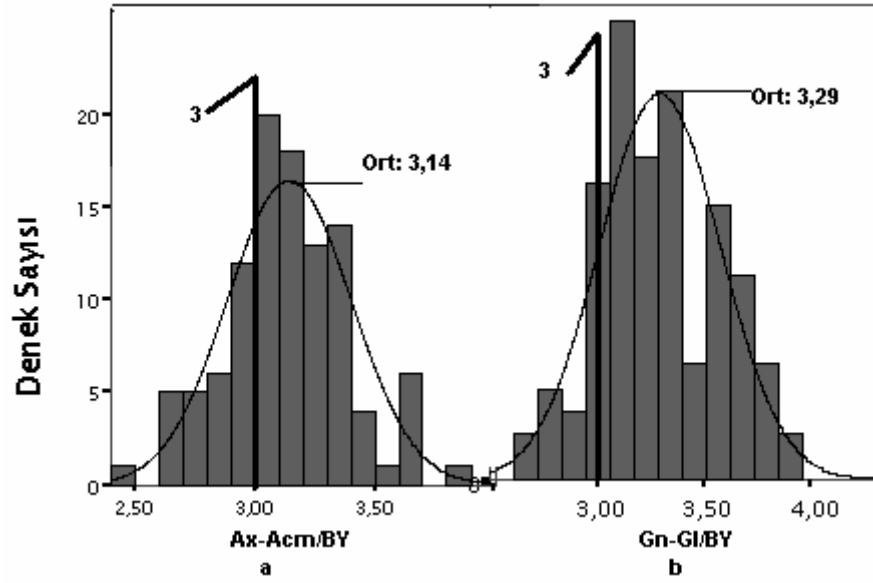 Denek Sayısı
20
15
10
5
0
3
Ort: 3,14
2,50 3,00 3,50
Ax-Acrn/BY
a
3
Ort: 3,29
0
3,00 3,50 4,00
Gn-Gl/BY
b